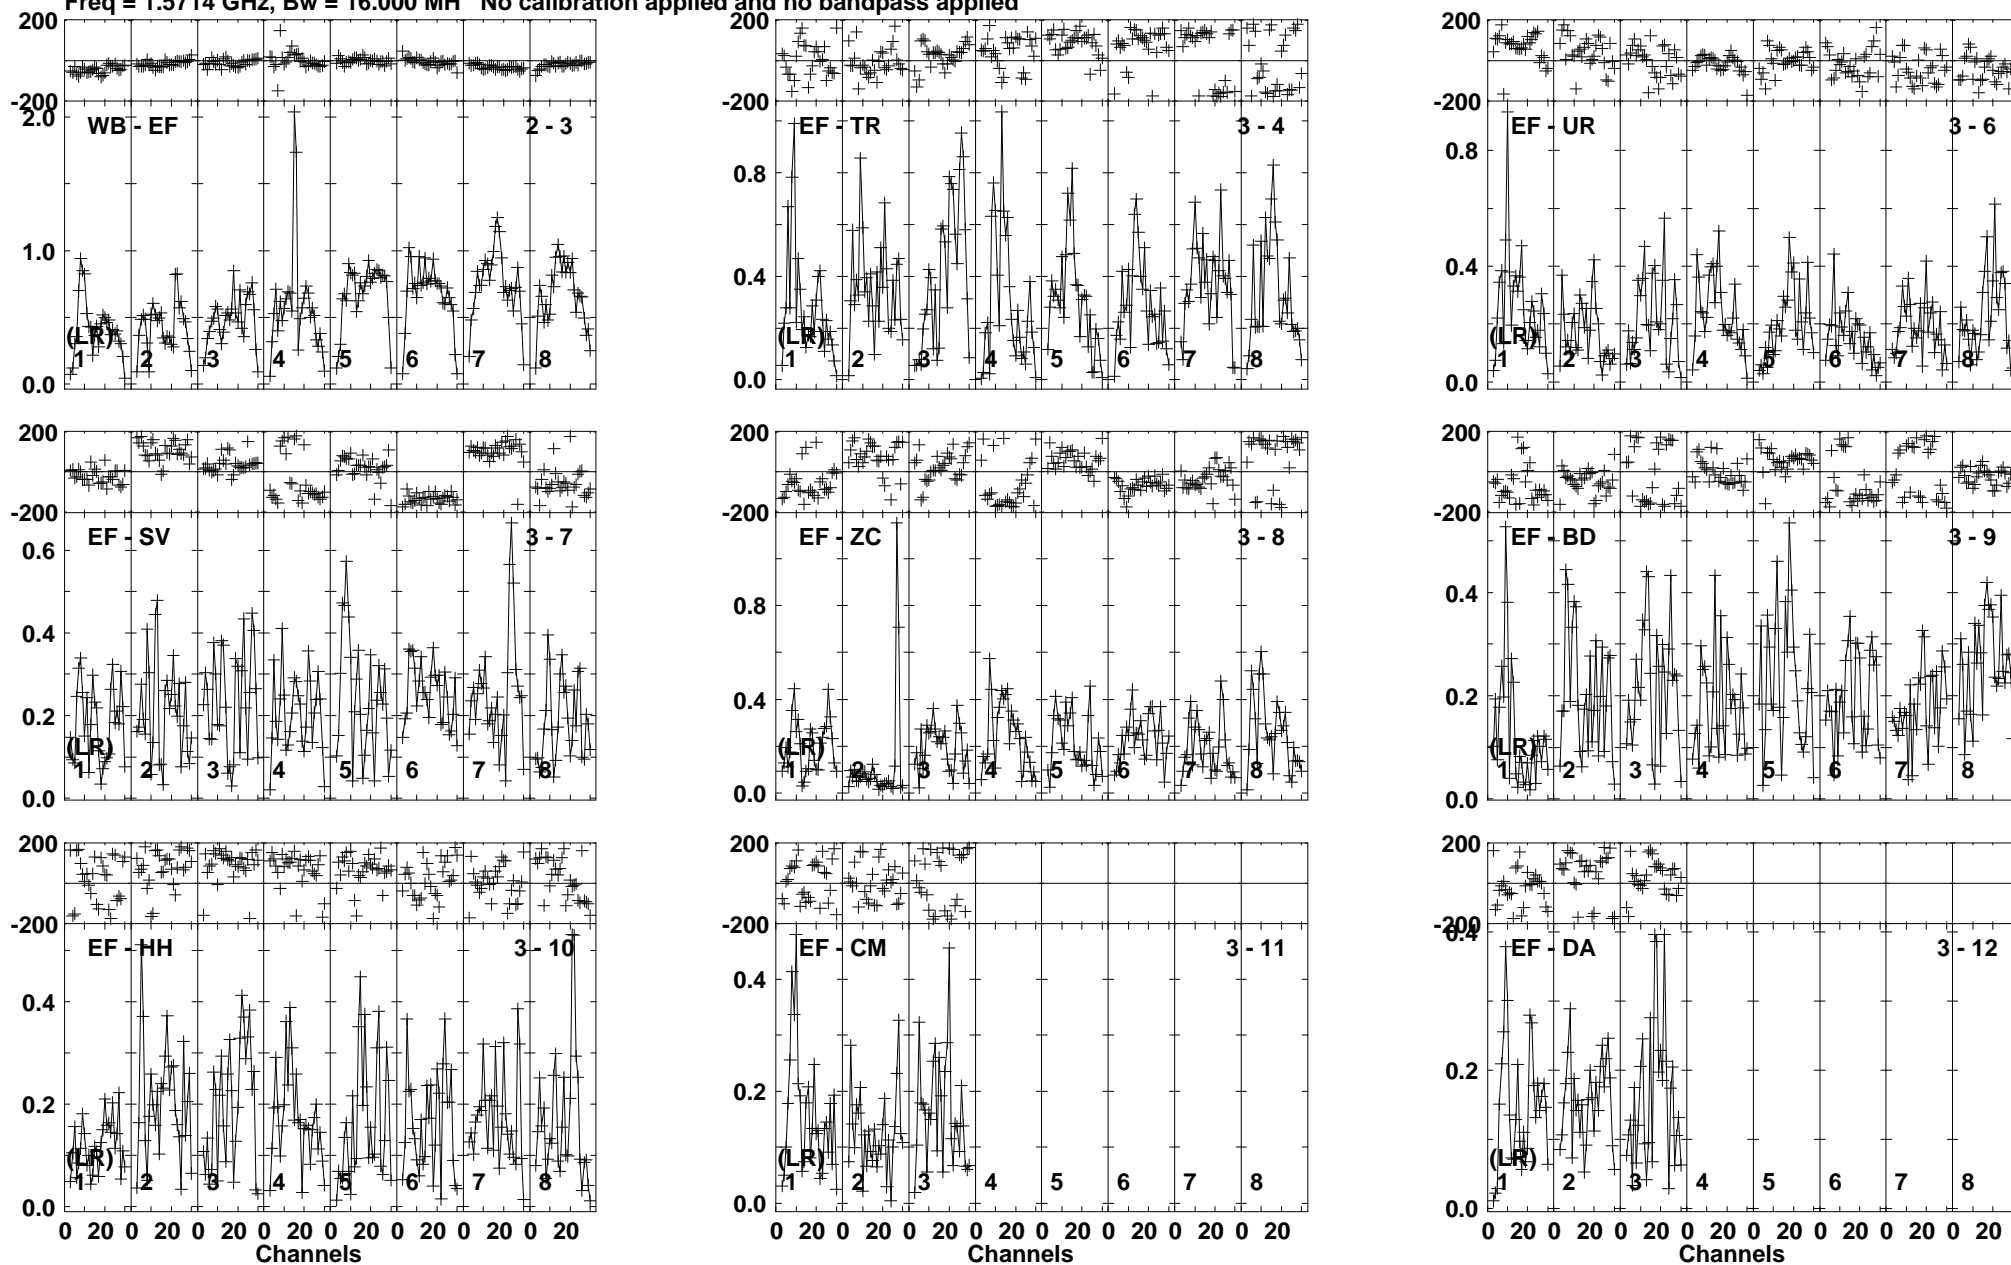 Freq = 1.5714 GHz, Bw = 16.000 MH No calibration applied and no bandpass applied
200 200 200
-200 -200 -200
WB - EF 2 - 3 EF - TR 3 - 4 EF - UR 3 - 6
2.0
0.8 0.8
1.0
0.4 0.4
(LR) (LR) (LR)
1 2 3 4 5 6 7 8 1 2 3 4 5 6 7 8 1 2 3 4 5 6 7 8
0.0 0.0 0.0
200 200 200
-200 -200 -200
EF - SV 3 - 7 EF - ZC 3 - 8 EF - BD 3 - 9
0.6 0.8 0.4
0.4 0.4 0.2
0.2
(LR) (LR) (LR)
1 2 3 4 5 6 7 8 1 2 3 4 5 6 7 8 1 2 3 4 5 6 7 8
0.0 0.0 0.0
200 200 200
-200 -200 -200
0.4
EF - HH 3 - 10 EF - CM 3 - 11 EF - DA 3 - 12
0.4 0.4
0.2 0.2 0.2
(LR) (LR) (LR)
1 2 3 4 5 6 7 8 1 2 3 4 5 6 7 8 1 2 3 4 5 6 7 8
0.0 0.0 0.0
0 20 0 20 0 20 0 20 0 20 0 20 0 20 0 20 0 20 0 20 0 20 0 20 0 20 0 20 0 20 0 20 0 20 0 20 0 20 0 20 0 20 0 20 0 20 0 20
Channels Channels Channels